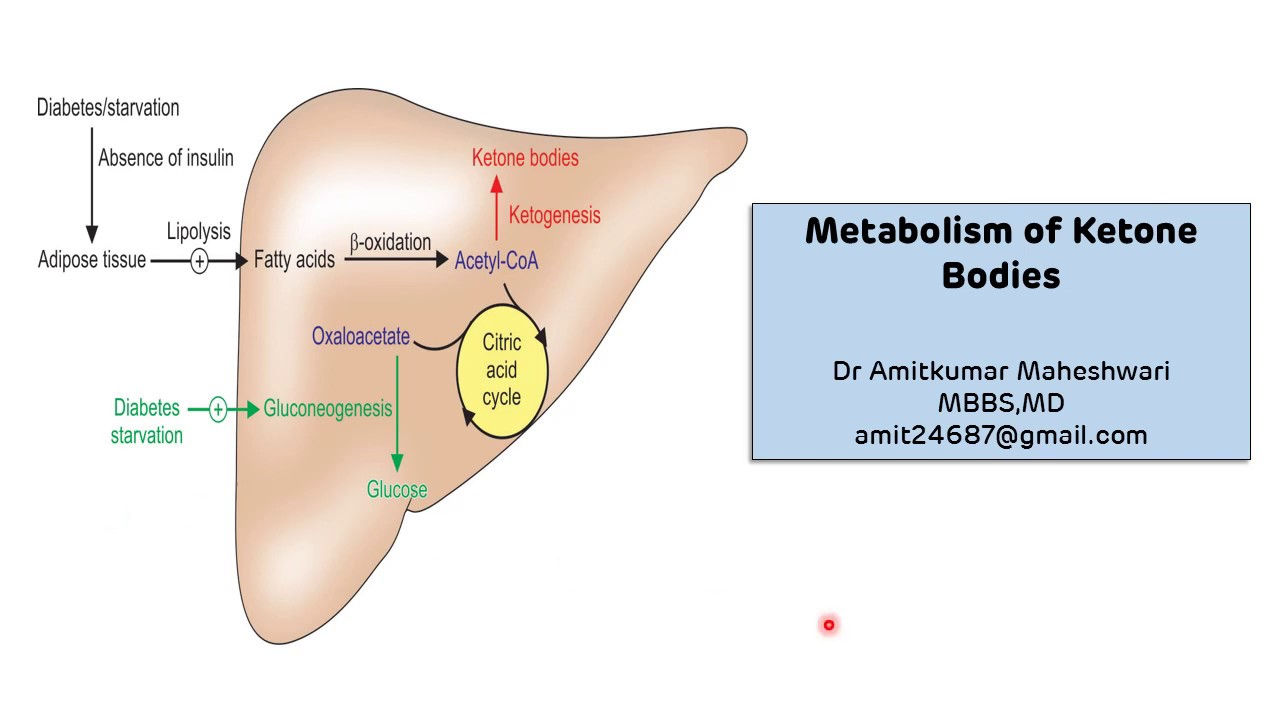 Diabetes/starvation
Absence of insulin
Lipolysis
Adipose tissue
+
Fatty acids
β-oxidation
Acetyl-CoA
Ketogenesis
Ketone bodies
Oxaloacetate
Citric
acid
cycle
Diabetes
starvation
+
Gluconeogenesis
Glucose
Metabolism of Ketone
Bodies
Dr Amitkumar Maheshwari
MBBS,MD
amit24687@gmail.com